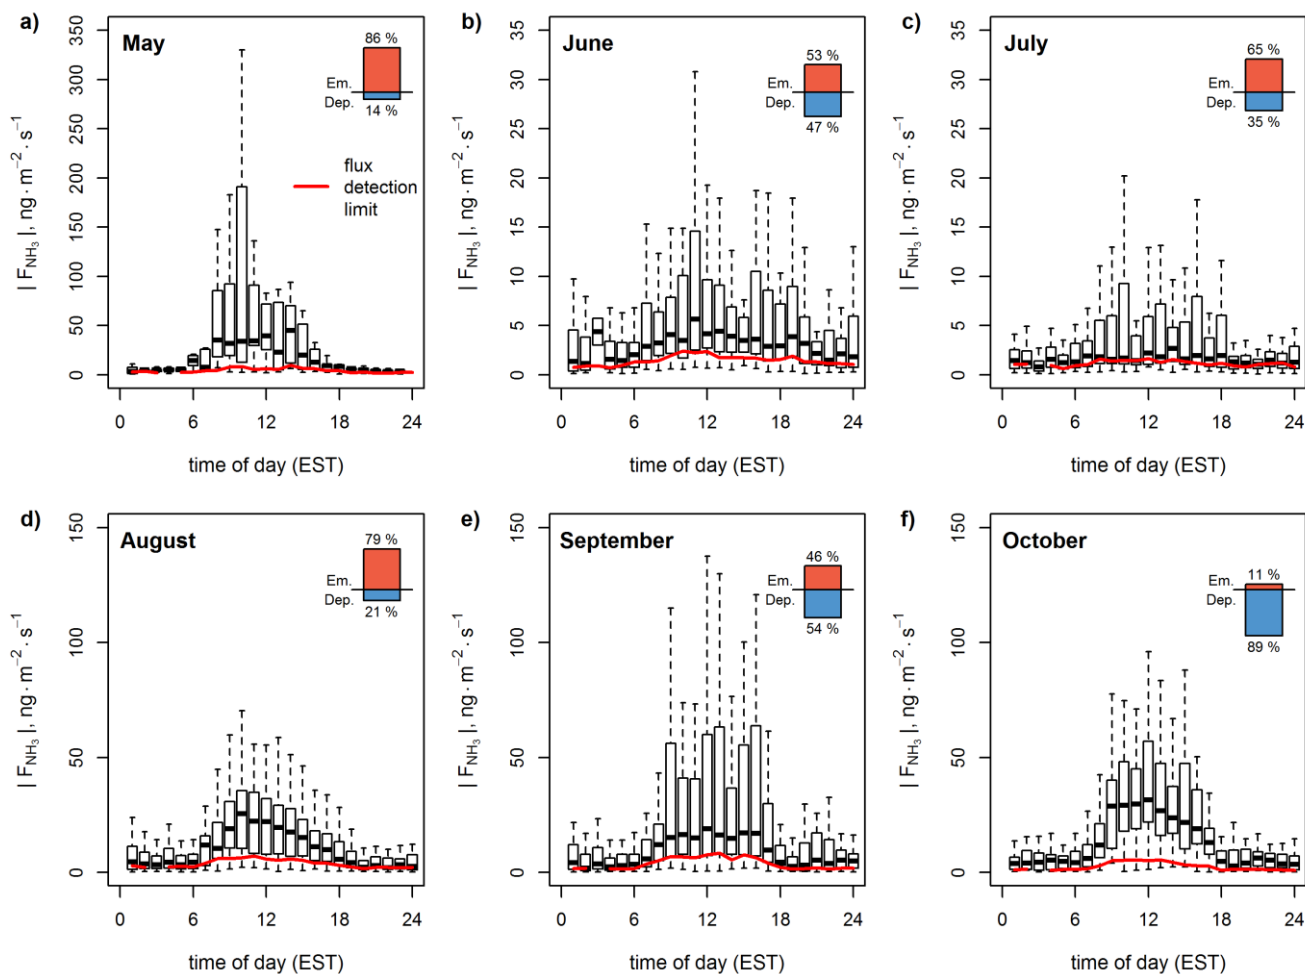 a)
May
86 %
Em.
Dep.
14 %
flux
detection
limit
| F_NH₃ |, ng · m⁻² · s⁻¹
0
50
100
150
200
250
300
350
0 6 12 18 24
time of day (EST)
b)
June
53 %
Em.
Dep.
47 %
| F_NH₃ |, ng · m⁻² · s⁻¹
0
5
10
15
20
25
30
35
0 6 12 18 24
time of day (EST)
c)
July
65 %
Em.
Dep.
35 %
| F_NH₃ |, ng · m⁻² · s⁻¹
0
5
10
15
20
25
30
35
0 6 12 18 24
time of day (EST)
d)
August
79 %
Em.
Dep.
21 %
| F_NH₃ |, ng · m⁻² · s⁻¹
0
50
100
150
0 6 12 18 24
time of day (EST)
e)
September
46 %
Em.
Dep.
54 %
| F_NH₃ |, ng · m⁻² · s⁻¹
0
50
100
150
0 6 12 18 24
time of day (EST)
f)
October
11 %
Em.
Dep.
89 %
| F_NH₃ |, ng · m⁻² · s⁻¹
0
50
100
150
0 6 12 18 24
time of day (EST)